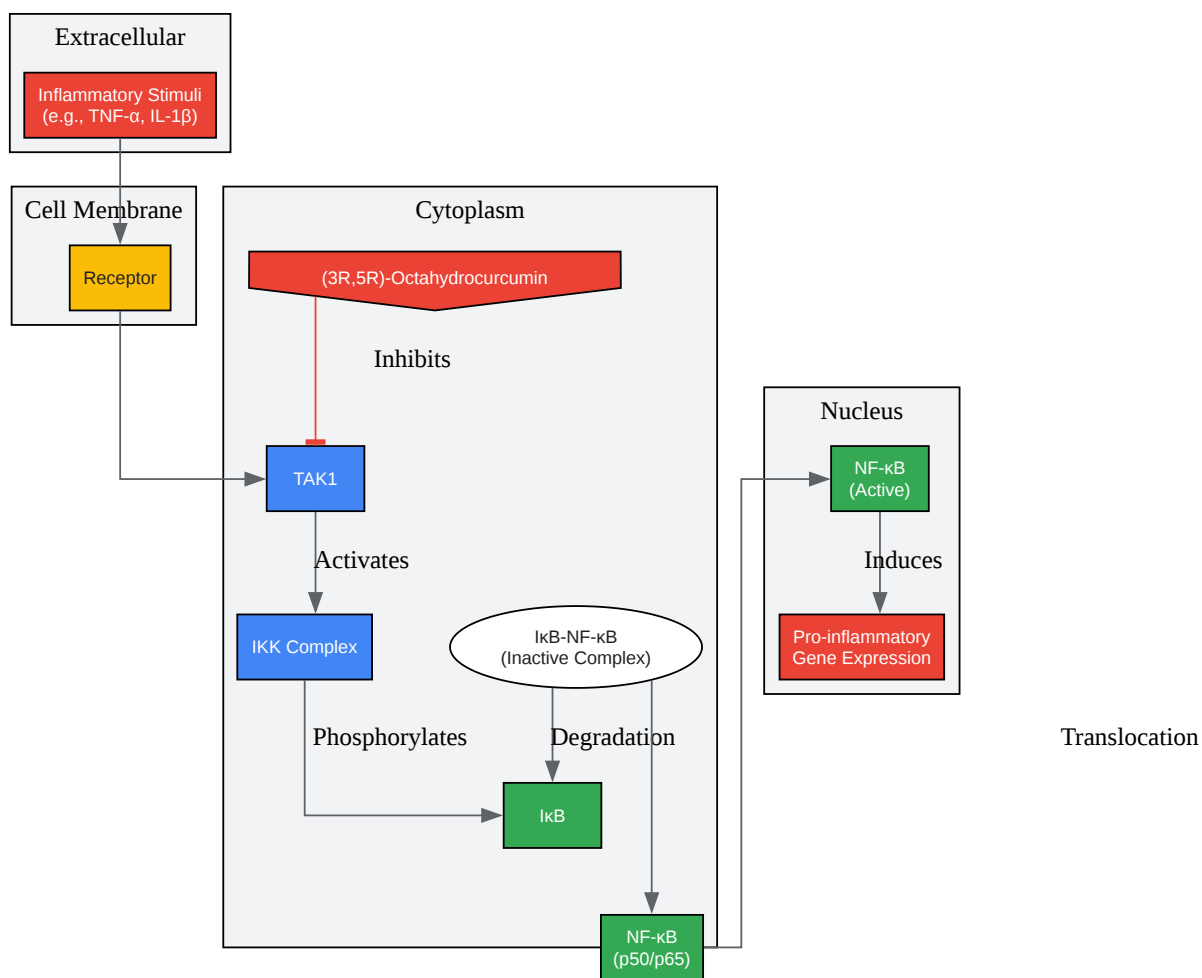 Extracellular
Inflammatory Stimuli
(e.g., TNF-α, IL-1β)
Cell Membrane
Receptor
Cytoplasm
(3R,5R)-Octahydrocurcumin
Inhibits
TAK1
Activates
IKK Complex
IκB-NF-κB
(Inactive Complex)
Phosphorylates
Degradation
IκB
NF-κB
(p50/p65)
Nucleus
NF-κB
(Active)
Induces
Pro-inflammatory
Gene Expression
Translocation